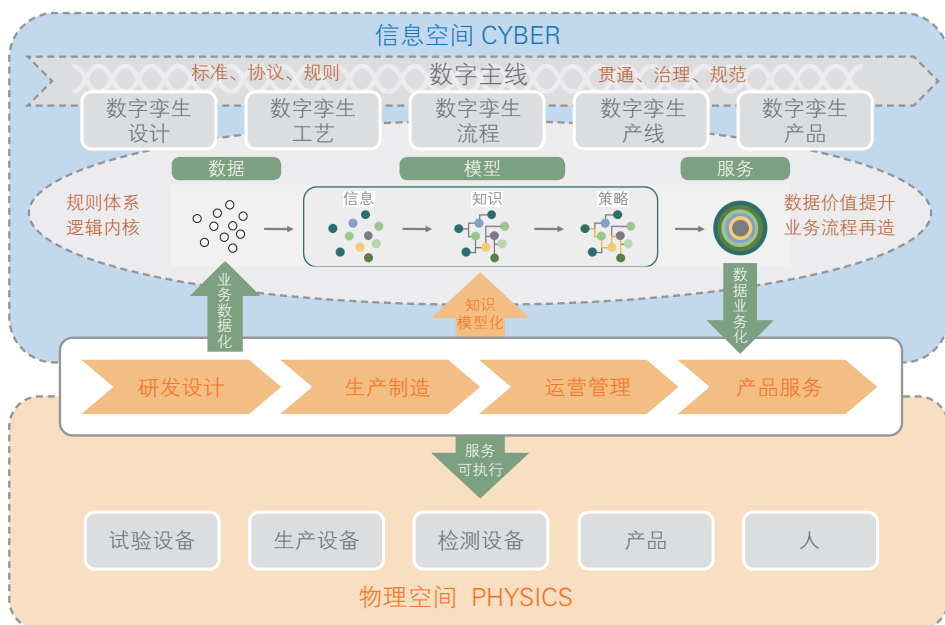 信息空间 CYBER
标准、协议、规则
数字主线
贯通、治理、规范
数字孪生
设计
数字孪生
工艺
数字孪生
流程
数字孪生
产线
数字孪生
产品
数据
模型
服务
规则体系
逻辑内核
信息
知识
策略
数据价值提升
业务流程再造
业务数据化
知识
模型化
数据业务化
研发设计
生产制造
运营管理
产品服务
服务
可执行
试验设备
生产设备
检测设备
产品
人
物理空间 PHYSICS